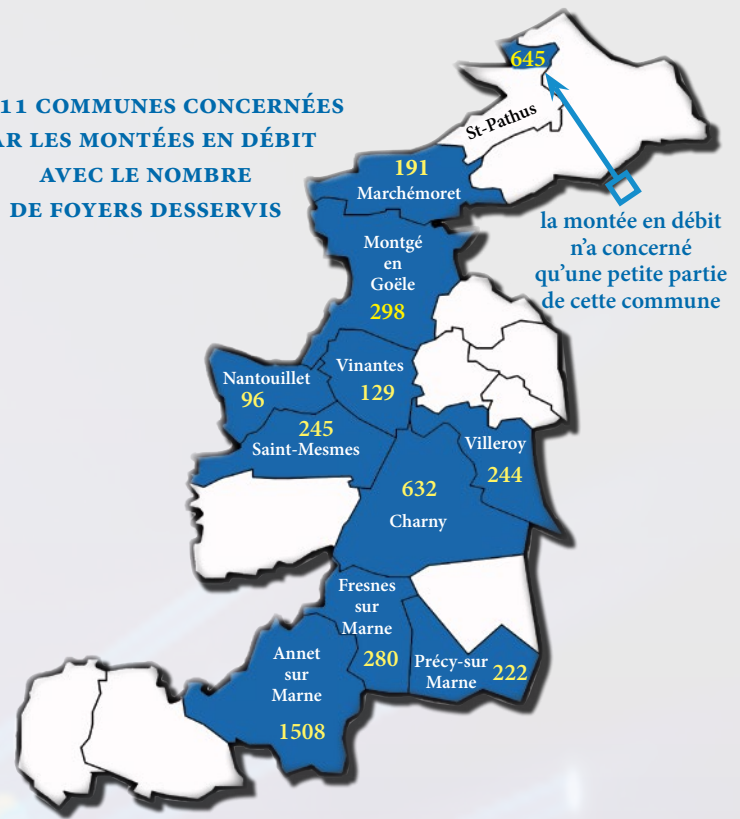 11 COMMUNES CONCERNÉES
AR LES MONTÉES EN DÉBIT
AVEC LE NOMBRE
DE FOYERS DESSERVIS
645
St-Pathus
la montée en débit
n'a concerné
qu'une petite partie
de cette commune
191
Marchémoret
Montgé
en
Goële
298
Vinantes
129
Nantouillet
96
245
Saint-Mesmes
Villeroy
244
632
Charny
Fresnes
sur
Marne
280
Précy-sur
Marne
222
Annet
sur
Marne
1508